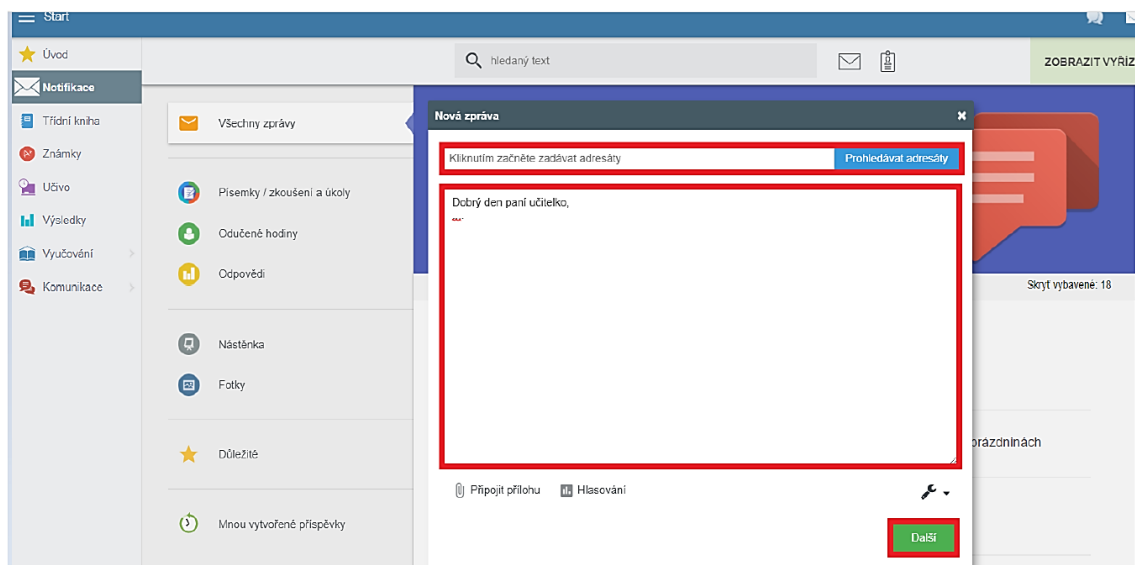 Start
Úvod
Notifikace
Třídní kniha
Známky
Učivo
Výsledky
Vyučování
Komunikace
hledaný text
ZOBRAZIT VYŘÍZ
Všechny zprávy
Písemky / zkoušení a úkoly
Odučené hodiny
Odpovědi
Nástěnka
Fotky
Důležité
Mnou vytvořené příspěvky
Nová zpráva
Kliknutím začněte zadávat adresáty
Prohledávat adresáty
Dobrý den paní učitelko,
Připojit přílohu
Hlasování
Další
Skrýť vybavené: 18
prázdninách